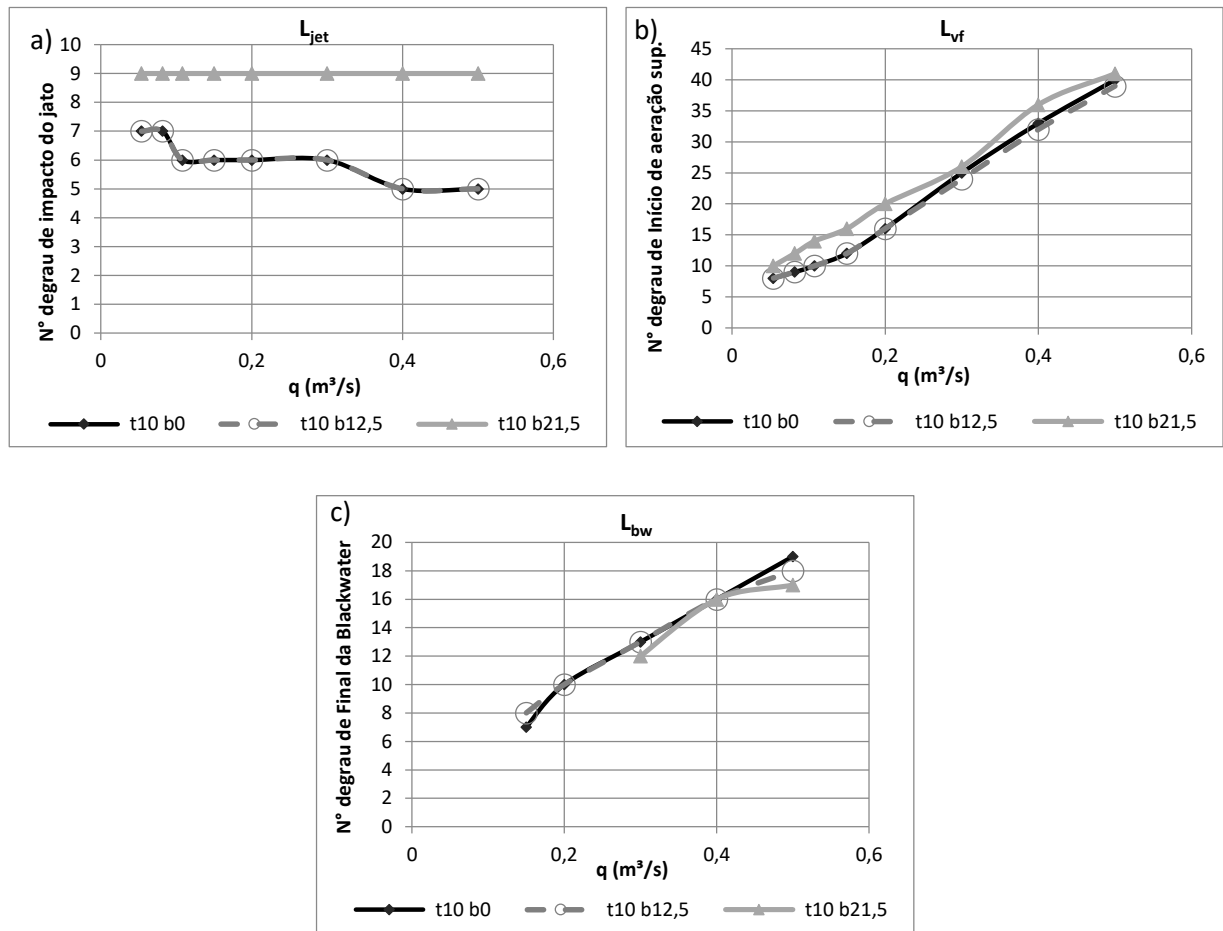 a)
L_jet
N° degrau de impacto do jato
10
9
8
7
6
5
4
3
2
1
0
0
0,2
0,4
0,6
q (m³/s)
t10 b0
t10 b12,5
t10 b21,5
b)
L_vf
N° degrau de Início de aeração sup.
45
40
35
30
25
20
15
10
5
0
0
0,2
0,4
0,6
q (m³/s)
t10 b0
t10 b12,5
t10 b21,5
c)
L_bw
N° degrau de Final da Blackwater
20
18
16
14
12
10
8
6
4
2
0
0
0,2
0,4
0,6
q (m³/s)
t10 b0
t10 b12,5
t10 b21,5